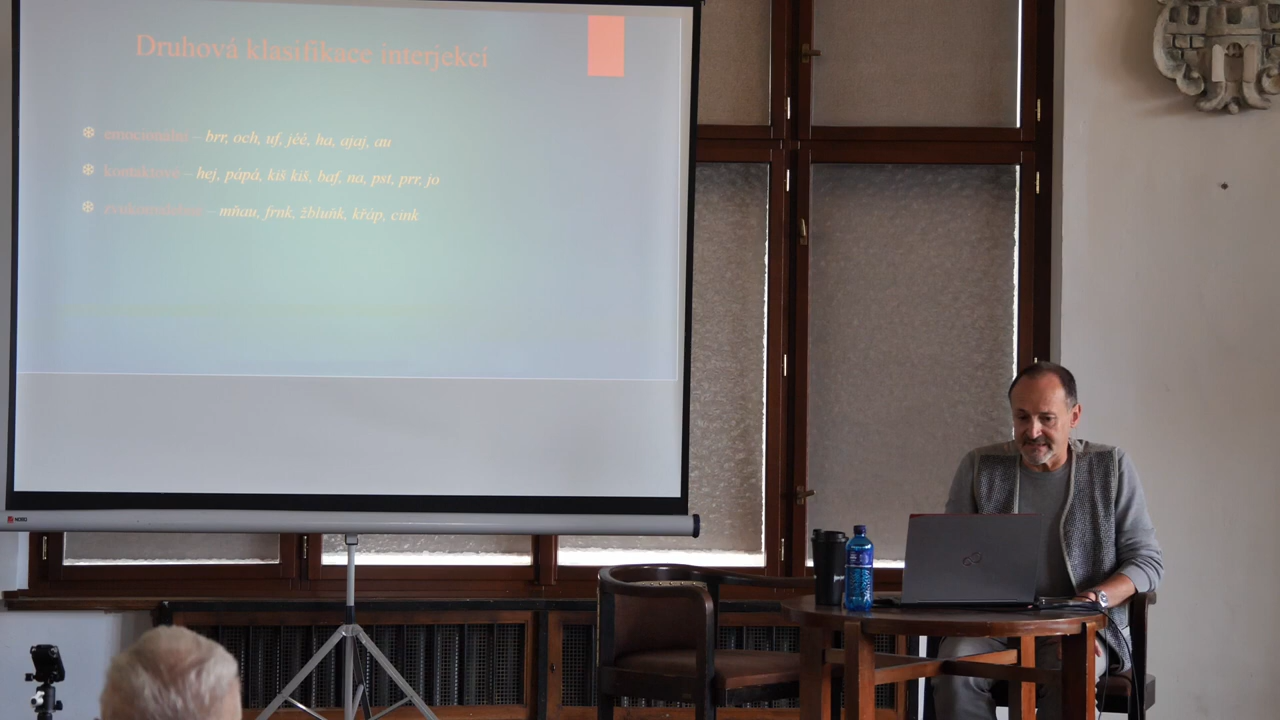 Druhová klasifikace interjekcí
emocionální – brr, och, uf, jéé, ha, ajaj, au
kontaktové – hej, pápá, kiš kiš, baf, na, pst, prr, jo
– mňau, frnk, žbluňk, křáp, cink